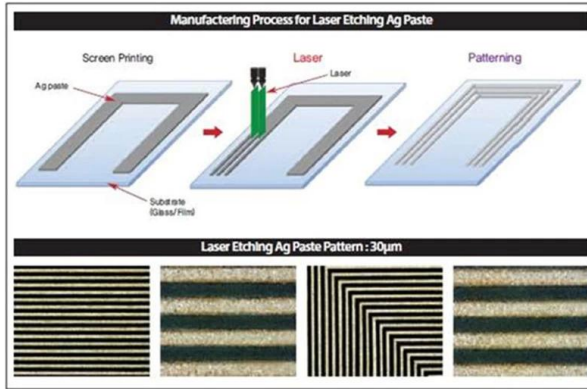 Manufactering Process for Laser Etching Ag Paste
Screen Printing
Laser
Patterning
Ag paste
Laser
Substrate
(Glass/Film)
Laser Etching Ag Paste Pattern : 30μm